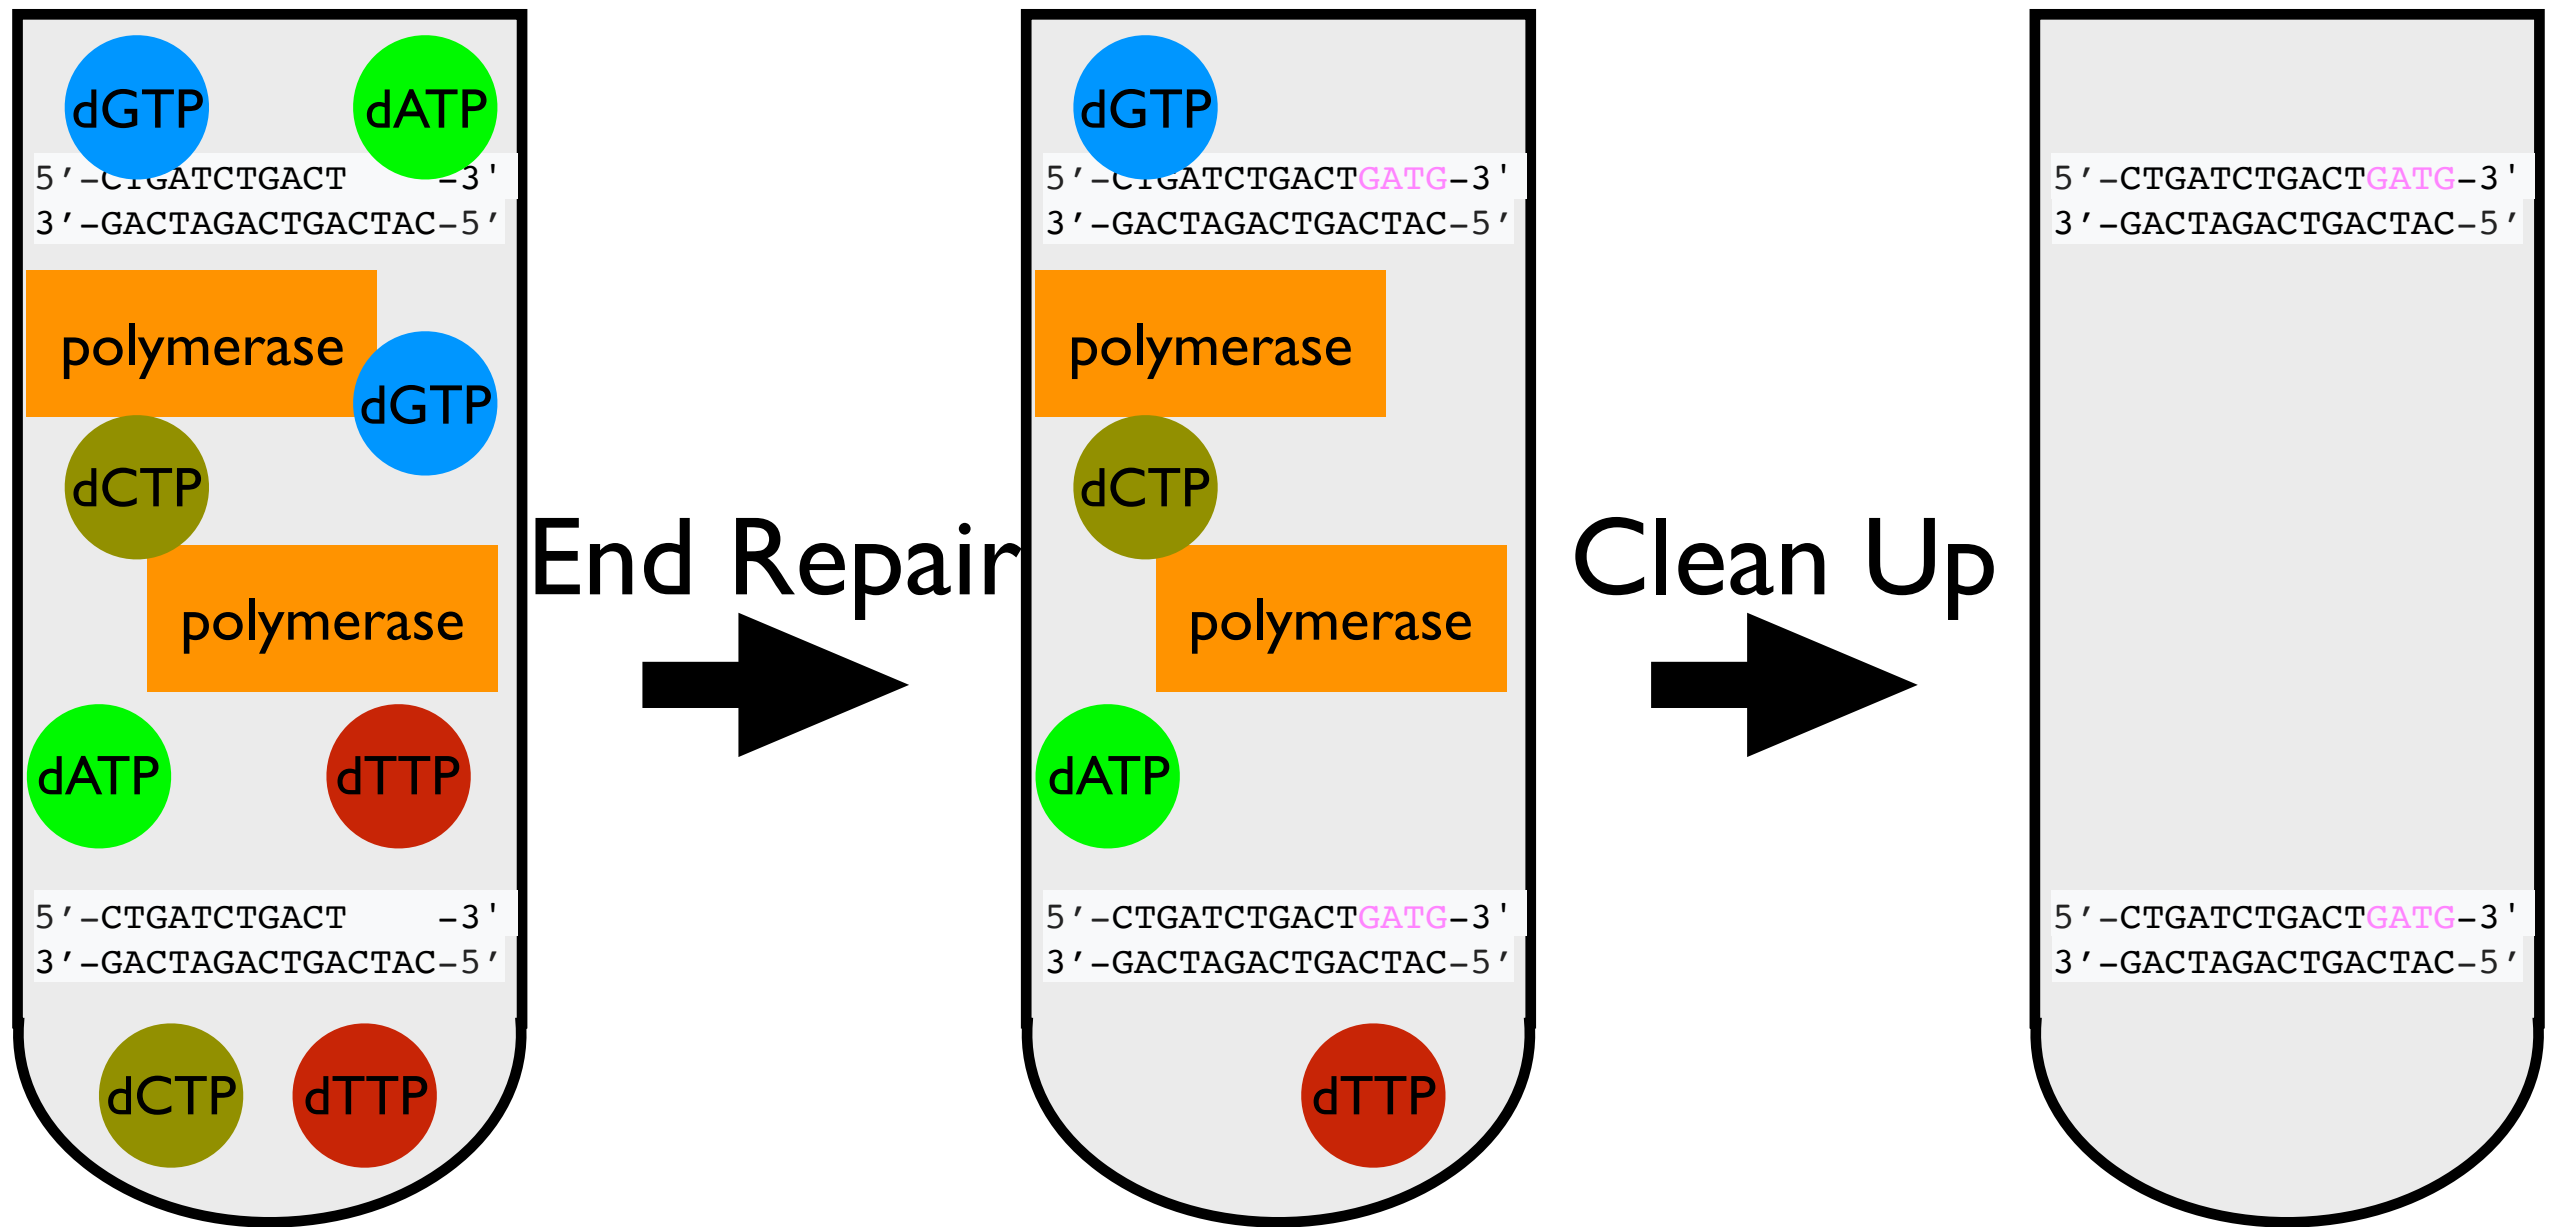 dGTP dATP
5′-CTGATCTGACT    -3'
3′-GACTAGACTGACTAC-5′
polymerase
dGTP
dCTP
polymerase
dATP dTTP
5′-CTGATCTGACT    -3'
3′-GACTAGACTGACTAC-5′
dCTP dTTP
End Repair
dGTP
5′-CTGATCTGACTGATG-3'
3′-GACTAGACTGACTAC-5′
polymerase
dCTP
polymerase
dATP
5′-CTGATCTGACTGATG-3'
3′-GACTAGACTGACTAC-5′
dTTP
Clean Up
5′-CTGATCTGACTGATG-3'
3′-GACTAGACTGACTAC-5′
5′-CTGATCTGACTGATG-3'
3′-GACTAGACTGACTAC-5′